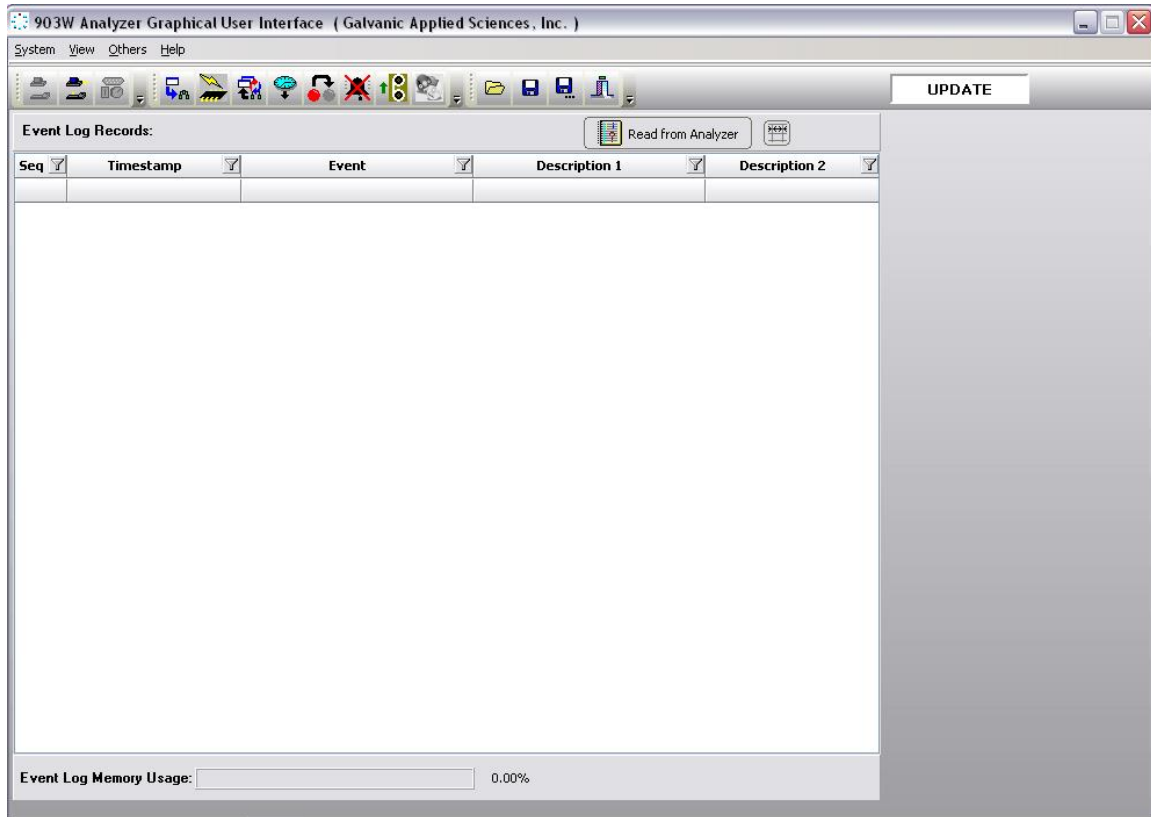 903W Analyzer Graphical User Interface ( Galvanic Applied Sciences, Inc. )
System View Others Help
UPDATE
Event Log Records: Read from Analyzer
Seq Timestamp Event Description 1 Description 2
Event Log Memory Usage: 0.00%